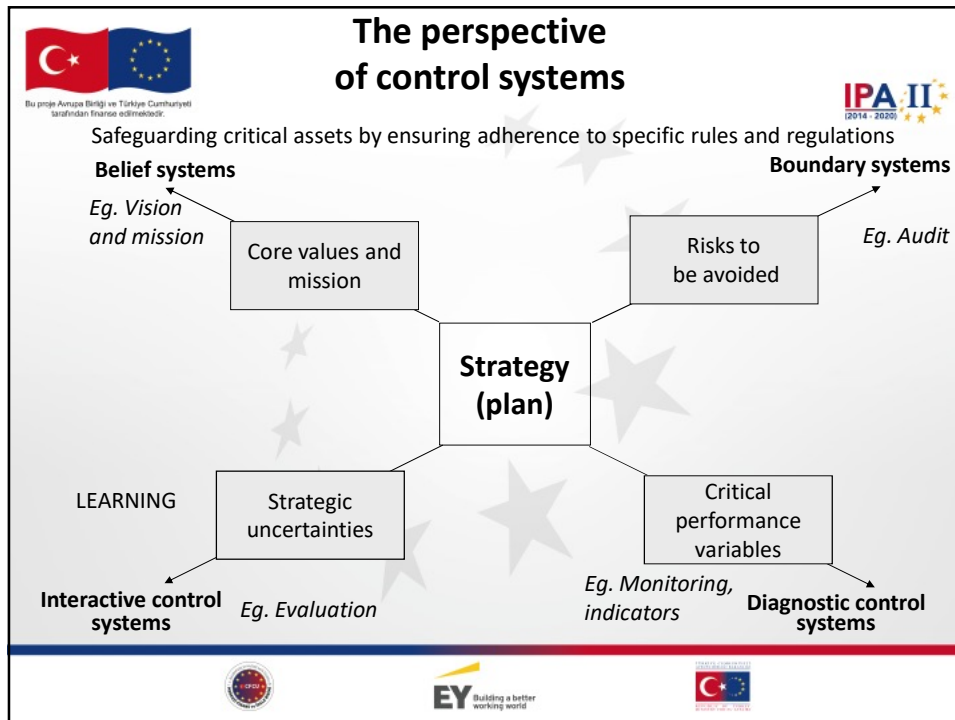 The perspective
of control systems
Bu proje Avrupa Birliği ve Türkiye Cumhuriyeti
tarafından finanse edilmektedir.
IPA II
(2014 - 2020)
Safeguarding critical assets by ensuring adherence to specific rules and regulations
Belief systems
Boundary systems
Eg. Vision
and mission
Core values and
mission
Risks to
be avoided
Eg. Audit
Strategy
(plan)
LEARNING
Strategic
uncertainties
Critical
performance
variables
Interactive control
systems
Eg. Evaluation
Eg. Monitoring,
indicators
Diagnostic control
systems
CFCU
EY
Building a better
working world